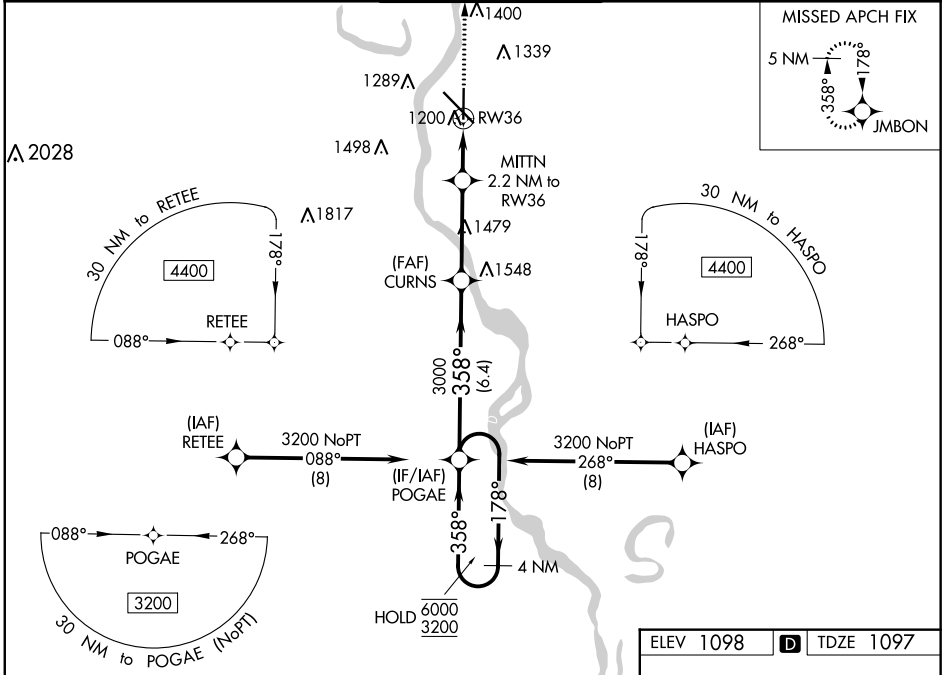 1400
1339
1289
1200
RW36
1498
2028
MITTN
2.2 NM to
RW36
1817
1479
(FAF)
CURNS
1548
MISSED APCH FIX
5 NM
358°
178°
JMBON
30 NM to RETEE
178°
4400
RETEE
088°
30 NM to HASPO
178°
4400
HASPO
268°
3000
358°
(6.4)
(IAF)
RETEE
3200 NoPT
088°
(8)
(IF/IAF)
POGAE
3200 NoPT
268°
(8)
(IAF)
HASPO
358°
178°
4 NM
HOLD
6000
3200
088°
268°
POGAE
3200
30 NM to POGAE (NoPT)
ELEV 1098
D
TDZE 1097